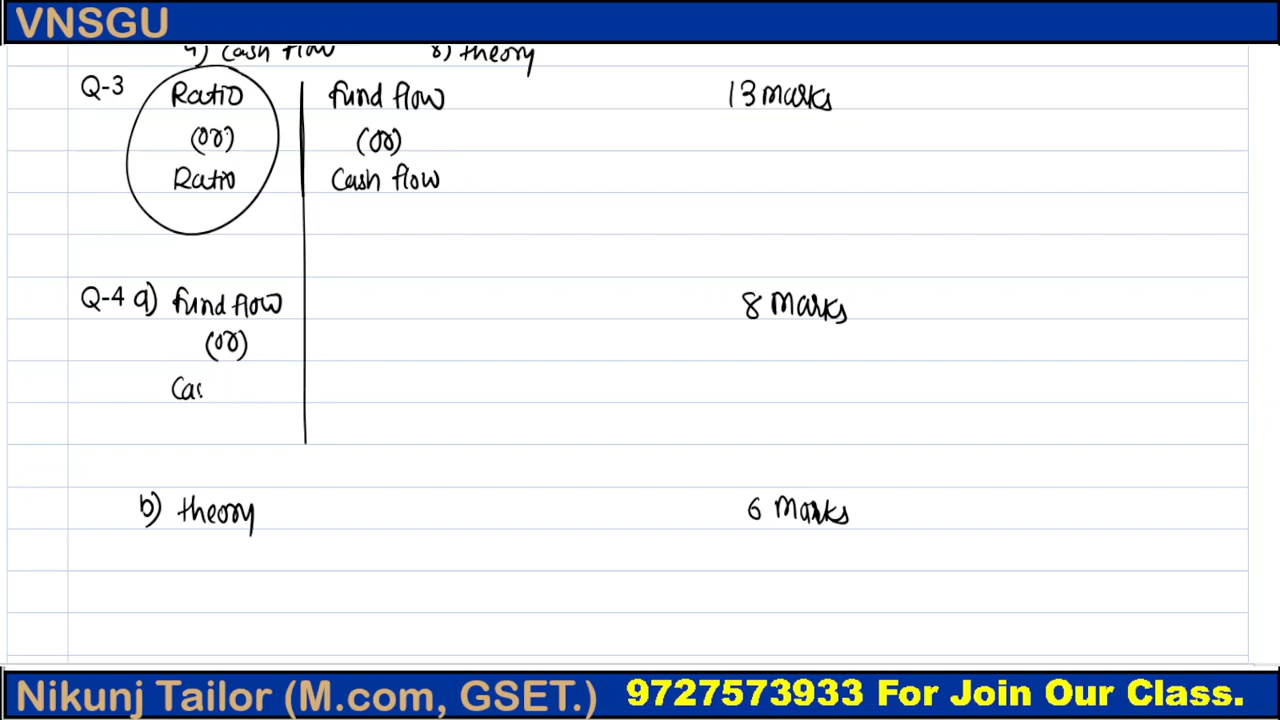 VNSGU
4) Cash flow 8) theory
Q-3 Ratio fund flow 13 marks
(or) (or)
Ratio Cash flow
Q-4 a) fund flow 8 Marks
(or)
Cas
b) theory 6 Marks
Nikunj Tailor (M.com, GSET.) 9727573933 For Join Our Class.